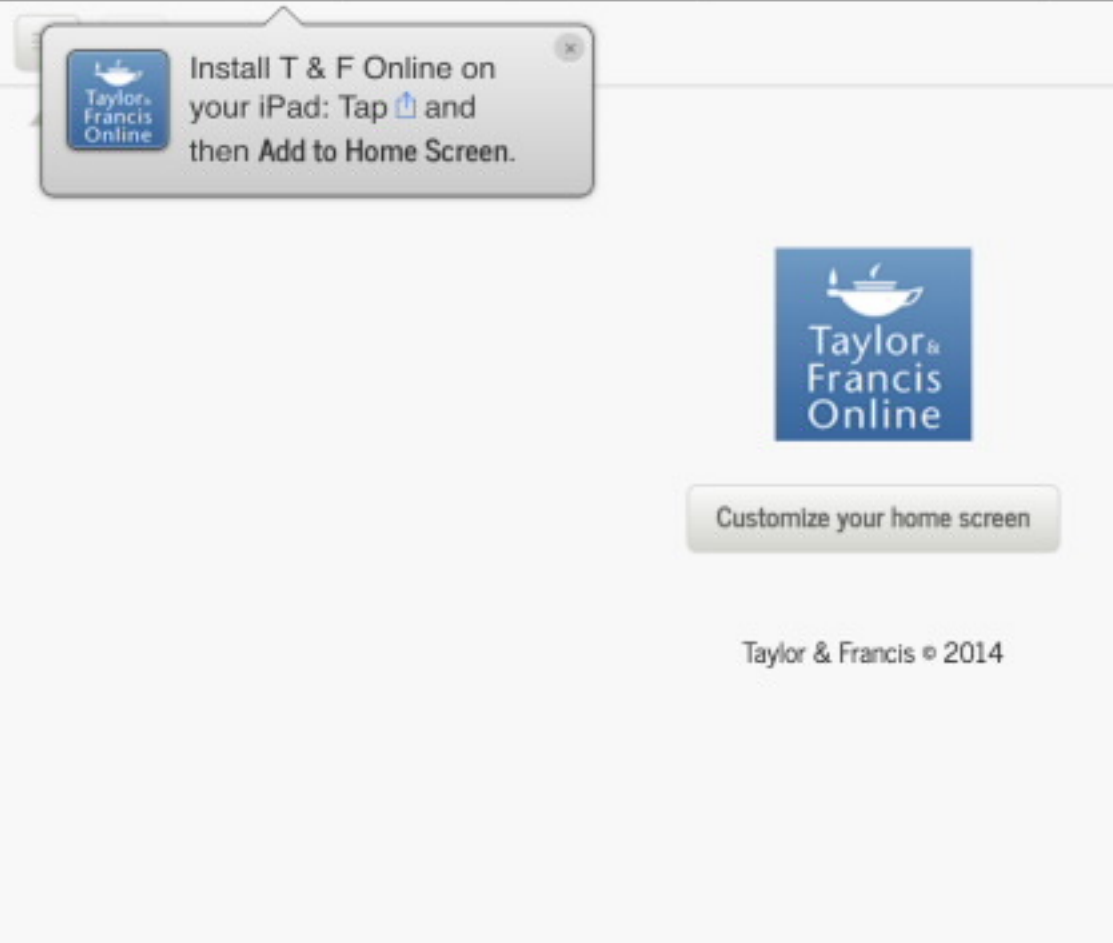 Install T & F Online on
your iPad: Tap and
then Add to Home Screen.
Taylor &
Francis
Online
Taylor &
Francis
Online
Customize your home screen
Taylor & Francis © 2014